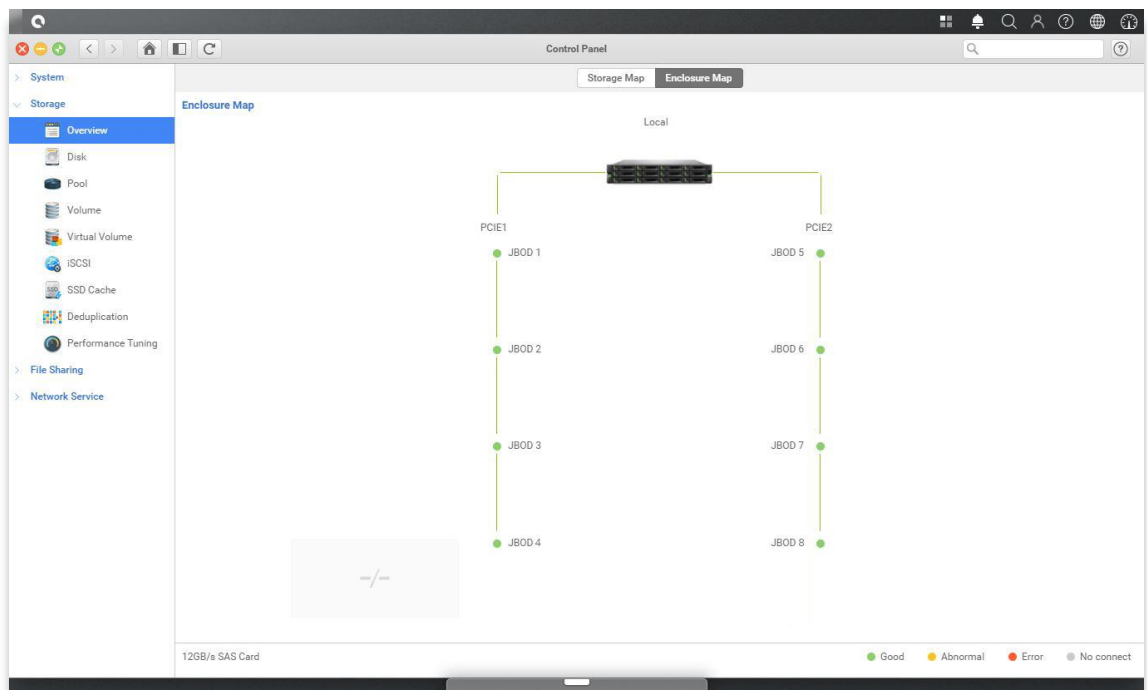 Control Panel
System
Storage
Overview
Disk
Pool
Volume
Virtual Volume
iSCSI
SSD Cache
Deduplication
Performance Tuning
File Sharing
Network Service
Storage Map Enclosure Map
Enclosure Map
Local
PCIE1 PCIE2
JBOD 1 JBOD 5
JBOD 2 JBOD 6
JBOD 3 JBOD 7
JBOD 4 JBOD 8
-/-
12GB/s SAS Card
Good Abnormal Error No connect